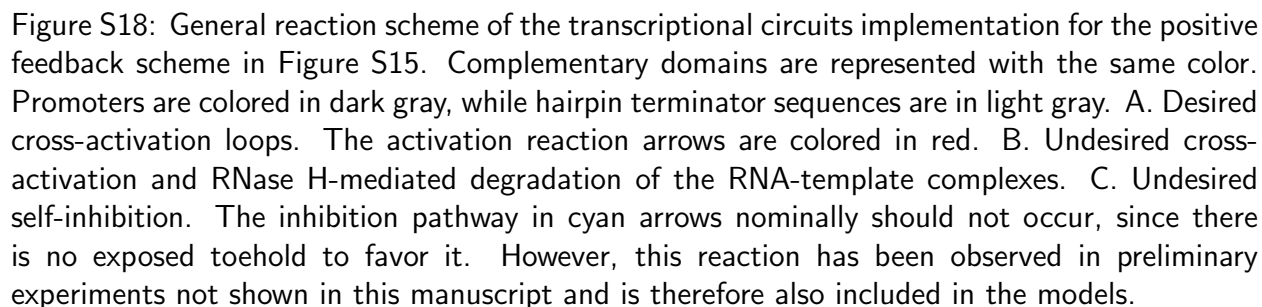 Figure S18: General reaction scheme of the transcriptional circuits implementation for the positive
feedback scheme in Figure S15. Complementary domains are represented with the same color.
Promoters are colored in dark gray, while hairpin terminator sequences are in light gray. A. Desired
cross-activation loops. The activation reaction arrows are colored in red. B. Undesired cross-
activation and RNase H-mediated degradation of the RNA-template complexes. C. Undesired
self-inhibition. The inhibition pathway in cyan arrows nominally should not occur, since there
is no exposed toehold to favor it. However, this reaction has been observed in preliminary
experiments not shown in this manuscript and is therefore also included in the models.